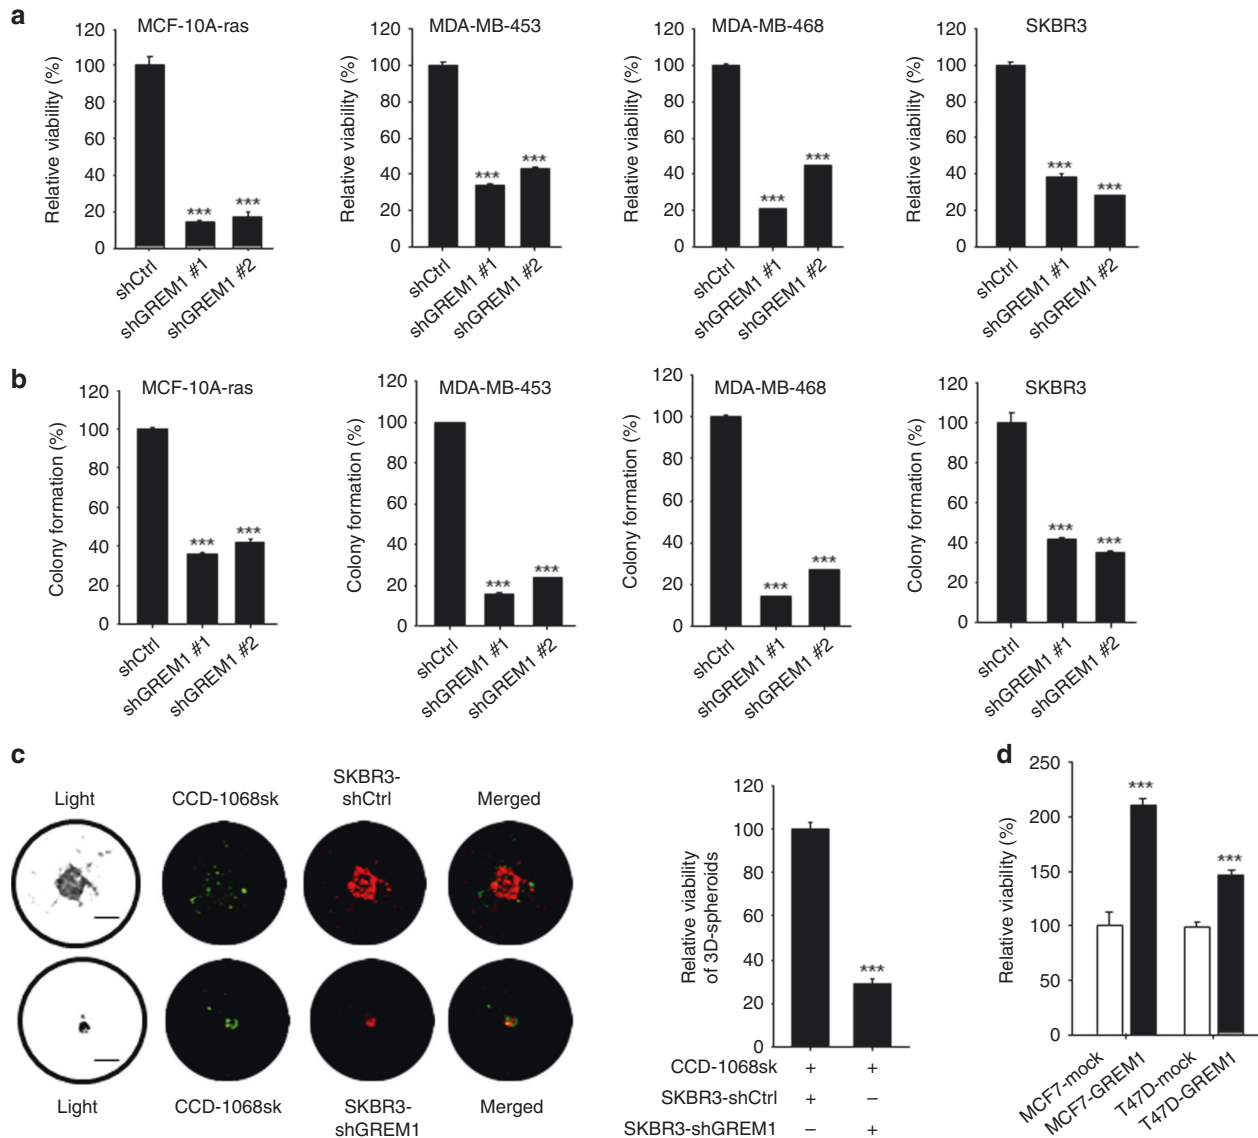 a
MCF-10A-ras
MDA-MB-453
MDA-MB-468
SKBR3
Relative viability (%)
120
100
80
60
40
20
0
***
***
shCtrl
shGREM1 #1
shGREM1 #2
Relative viability (%)
120
100
80
60
40
20
0
***
***
shCtrl
shGREM1 #1
shGREM1 #2
Relative viability (%)
120
100
80
60
40
20
0
***
***
shCtrl
shGREM1 #1
shGREM1 #2
Relative viability (%)
120
100
80
60
40
20
0
***
***
shCtrl
shGREM1 #1
shGREM1 #2
b
MCF-10A-ras
MDA-MB-453
MDA-MB-468
SKBR3
Colony formation (%)
120
100
80
60
40
20
0
***
***
shCtrl
shGREM1 #1
shGREM1 #2
Colony formation (%)
120
100
80
60
40
20
0
***
***
shCtrl
shGREM1 #1
shGREM1 #2
Colony formation (%)
120
100
80
60
40
20
0
***
***
shCtrl
shGREM1 #1
shGREM1 #2
Colony formation (%)
120
100
80
60
40
20
0
***
***
shCtrl
shGREM1 #1
shGREM1 #2
c
Light
CCD-1068sk
SKBR3-
shCtrl
Merged
Light
CCD-1068sk
SKBR3-
shGREM1
Merged
Relative viability
of 3D-spheroids
120
100
80
60
40
20
0
***
CCD-1068sk + +
SKBR3-shCtrl + –
SKBR3-shGREM1 – +
d
Relative viability (%)
250
200
150
100
50
0
***
***
MCF7-mock
MCF7-GREM1
T47D-mock
T47D-GREM1